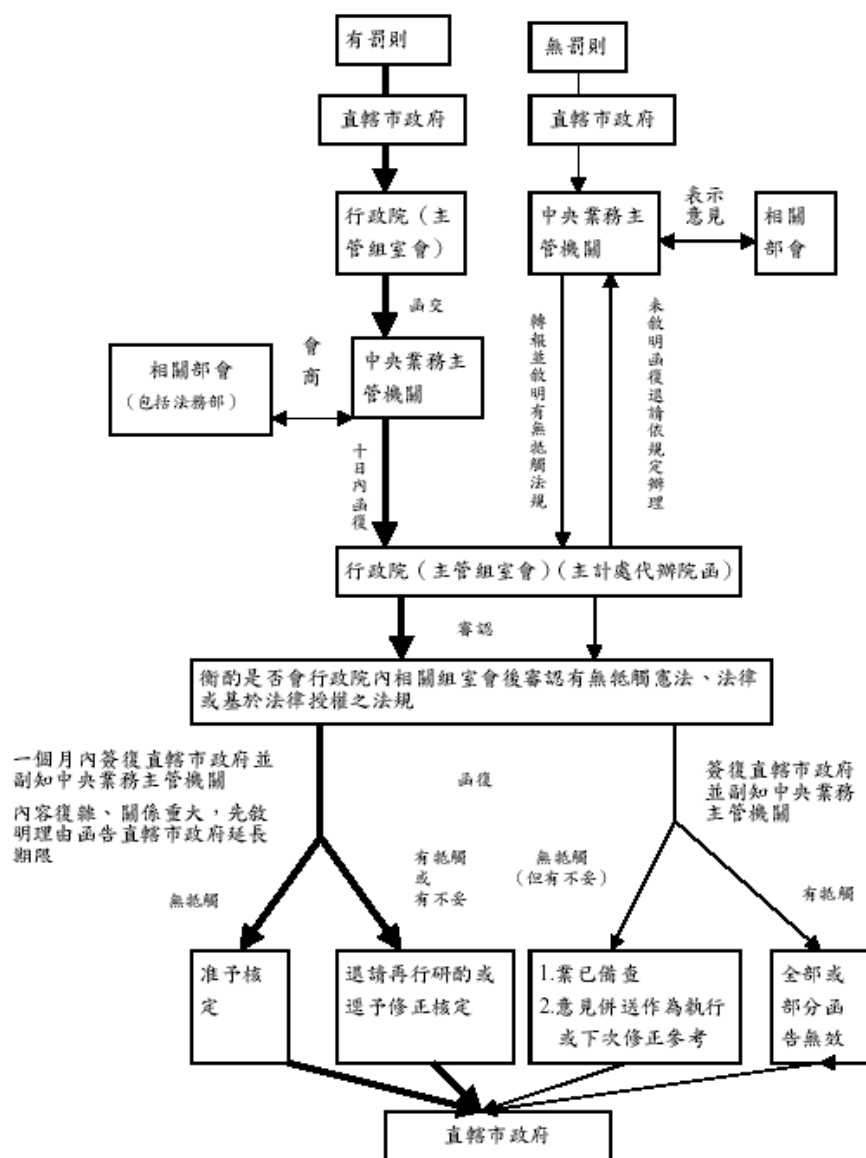 有罰則
無罰則
直轄市政府
直轄市政府
行政院（主
管組室會）
中央業務主
管機關
表示
意見
相關
部會
函交
相關部會
（包括法務部）
會
商
中央業務主
管機關
轉報並敘明有無牴觸法規
未敘明函復退請依規定辦理
十日內函復
行政院（主管組室會）（主計處代辦院函）
審認
衡酌是否會行政院內相關組室會後審認有無牴觸憲法、法律
或基於法律授權之法規
一個月內簽復直轄市政府並
副知中央業務主管機關
內容復雜、關係重大，先敘
明理由函告直轄市政府延長
期限
函復
簽復直轄市政府
並副知中央業務
主管機關
無牴觸
有牴觸
或
有不妥
無牴觸
（但有不妥）
有牴觸
准予核
定
退請再行研酌或
逕予修正核定
1.業已備查
2.意見併送作為執行
或下次修正參考
全部或
部分函
告無效
直轄市政府